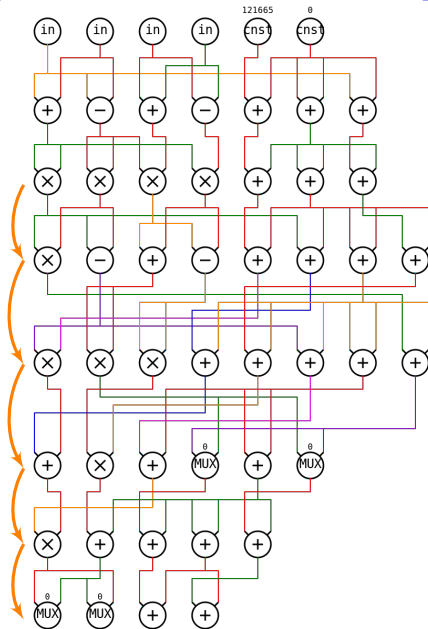 121665 0
in in in in cnst cnst
+ − + − + + +
× × × × + + +
× − + − + + + +
× × × + + + + +
0 0
+ × + MUX + MUX
× + + + +
0 0
MUX MUX + +